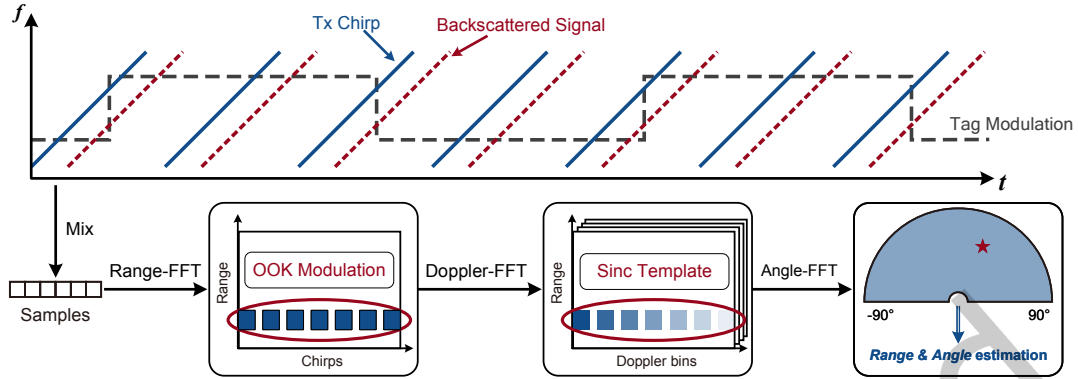 f
Tx Chirp
Backscattered Signal
Tag Modulation
t
Mix
Samples
Range-FFT
Range
OOK Modulation
Chirps
Doppler-FFT
Range
Sinc Template
Doppler bins
Angle-FFT
-90°
90°
Range & Angle estimation